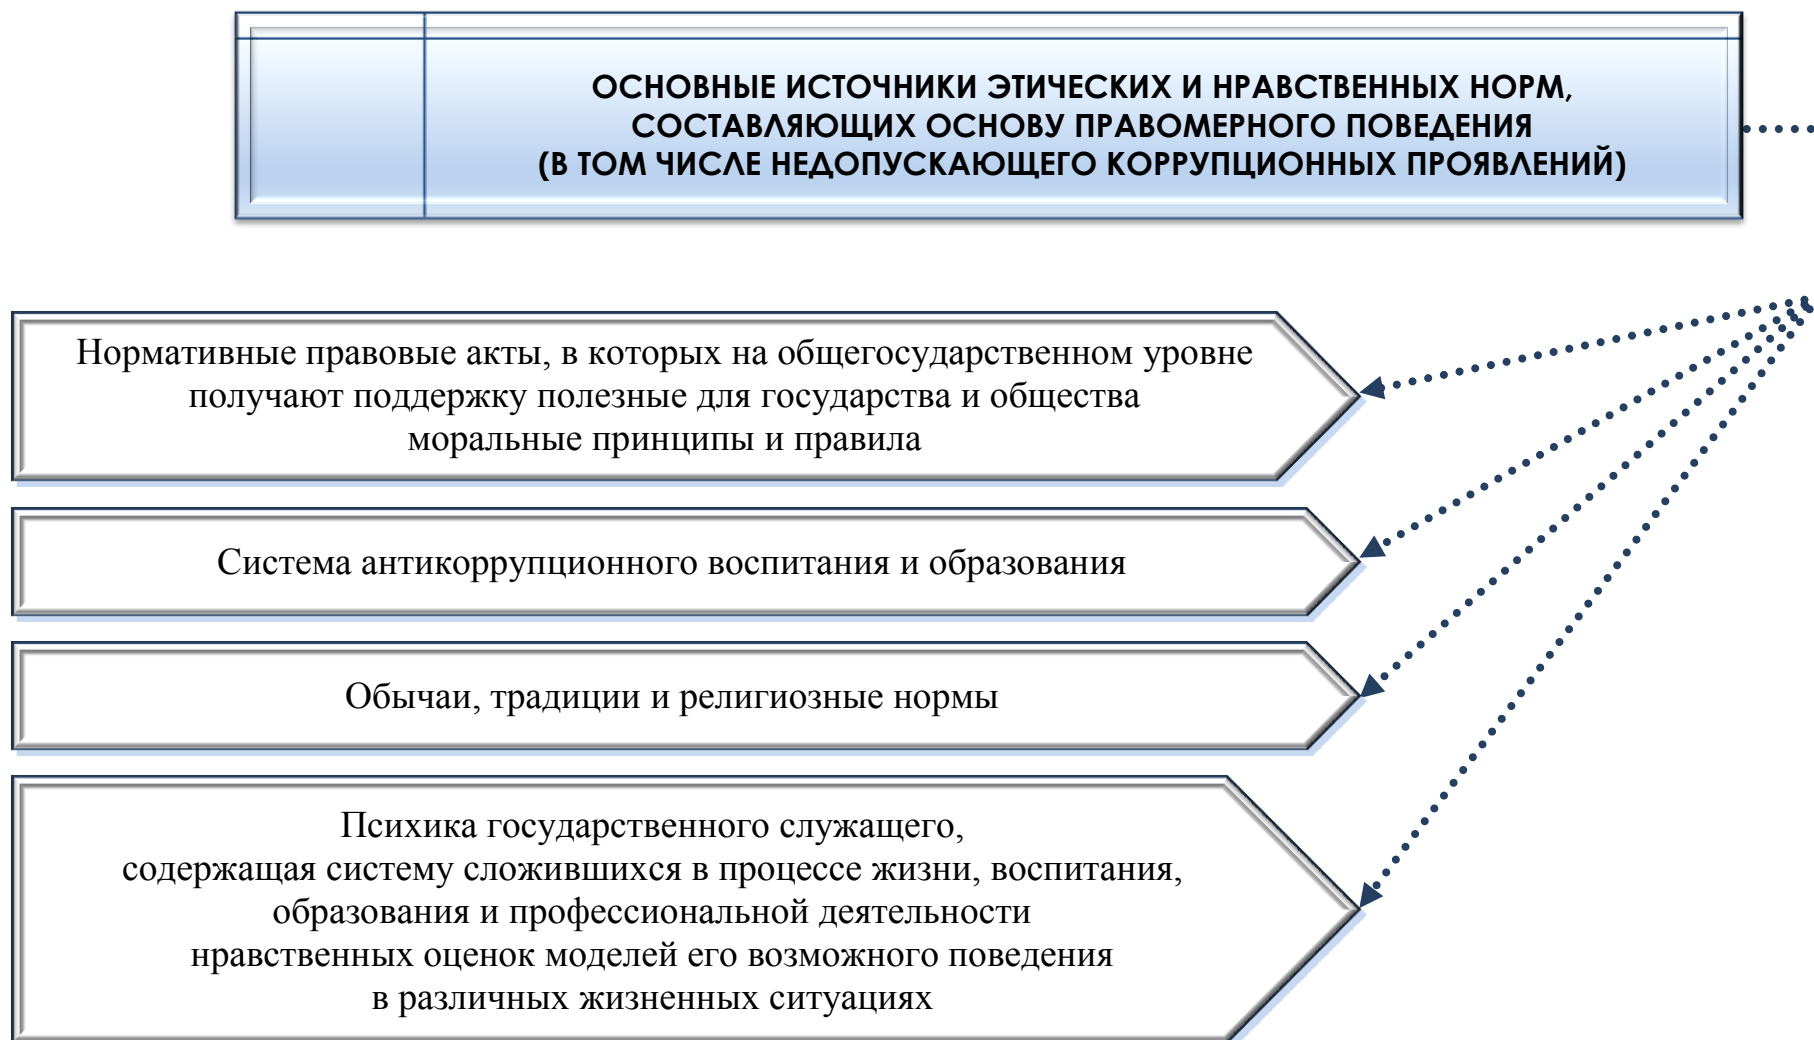 ОСНОВНЫЕ ИСТОЧНИКИ ЭТИЧЕСКИХ И НРАВСТВЕННЫХ НОРМ,
СОСТАВЛЯЮЩИХ ОСНОВУ ПРАВОМЕРНОГО ПОВЕДЕНИЯ
(В ТОМ ЧИСЛЕ НЕДОПУСКАЮЩЕГО КОРРУПЦИОННЫХ ПРОЯВЛЕНИЙ)
Нормативные правовые акты, в которых на общегосударственном уровне
получают поддержку полезные для государства и общества
моральные принципы и правила
Система антикоррупционного воспитания и образования
Обычаи, традиции и религиозные нормы
Психика государственного служащего,
содержащая систему сложившихся в процессе жизни, воспитания,
образования и профессиональной деятельности
нравственных оценок моделей его возможного поведения
в различных жизненных ситуациях